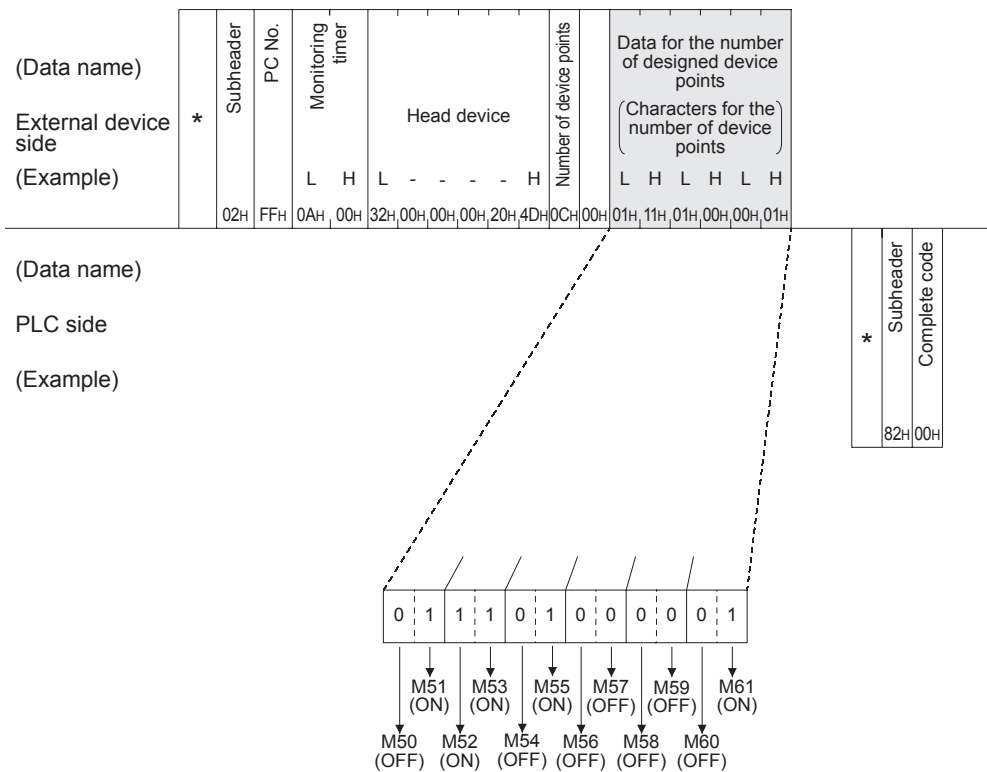 (Data name)
External device
side
(Example)
*
Subheader
PC No.
Monitoring
timer
Head device
Number of device points
Data for the number
of designed device
points
(Characters for the
number of device
points)
L H L - - - - H L H L H L H
02H FFH 0AH 00H 32H 00H 00H 00H 20H 4DH 0CH 00H 01H 11H 01H 00H 00H 01H
(Data name)
PLC side
(Example)
*
Subheader
Complete code
82H 00H
0 1 1 1 0 1 0 0 0 0 0 1
M51 M53 M55 M57 M59 M61
(ON) (ON) (ON) (OFF) (OFF) (ON)
M50 M52 M54 M56 M58 M60
(OFF) (ON) (OFF) (OFF) (OFF) (OFF)